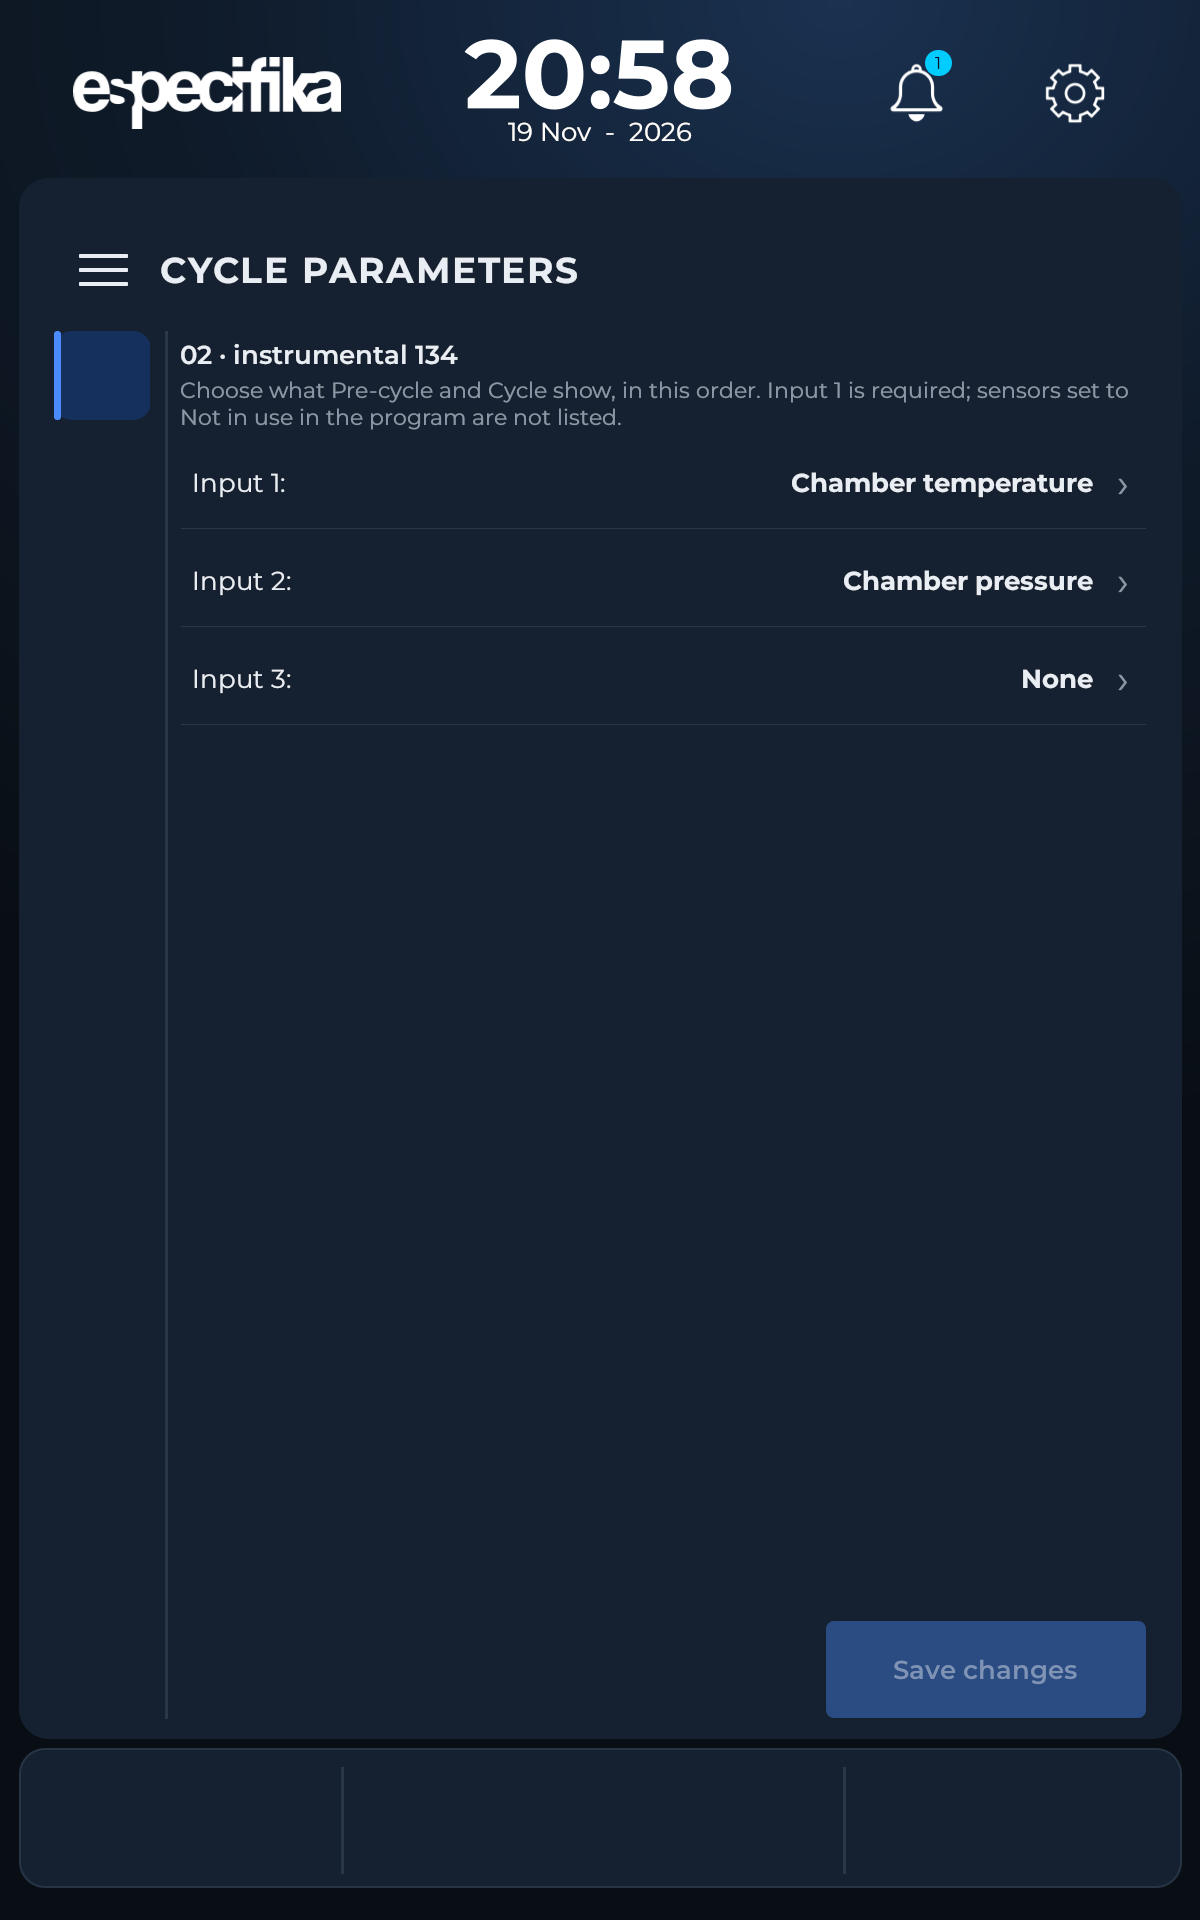 especifika
20:58
19 Nov - 2026
1
CYCLE PARAMETERS
02 · instrumental 134
Choose what Pre-cycle and Cycle show, in this order. Input 1 is required; sensors set to
Not in use in the program are not listed.
Input 1:
Chamber temperature ›
Input 2:
Chamber pressure ›
Input 3:
None ›
Save changes